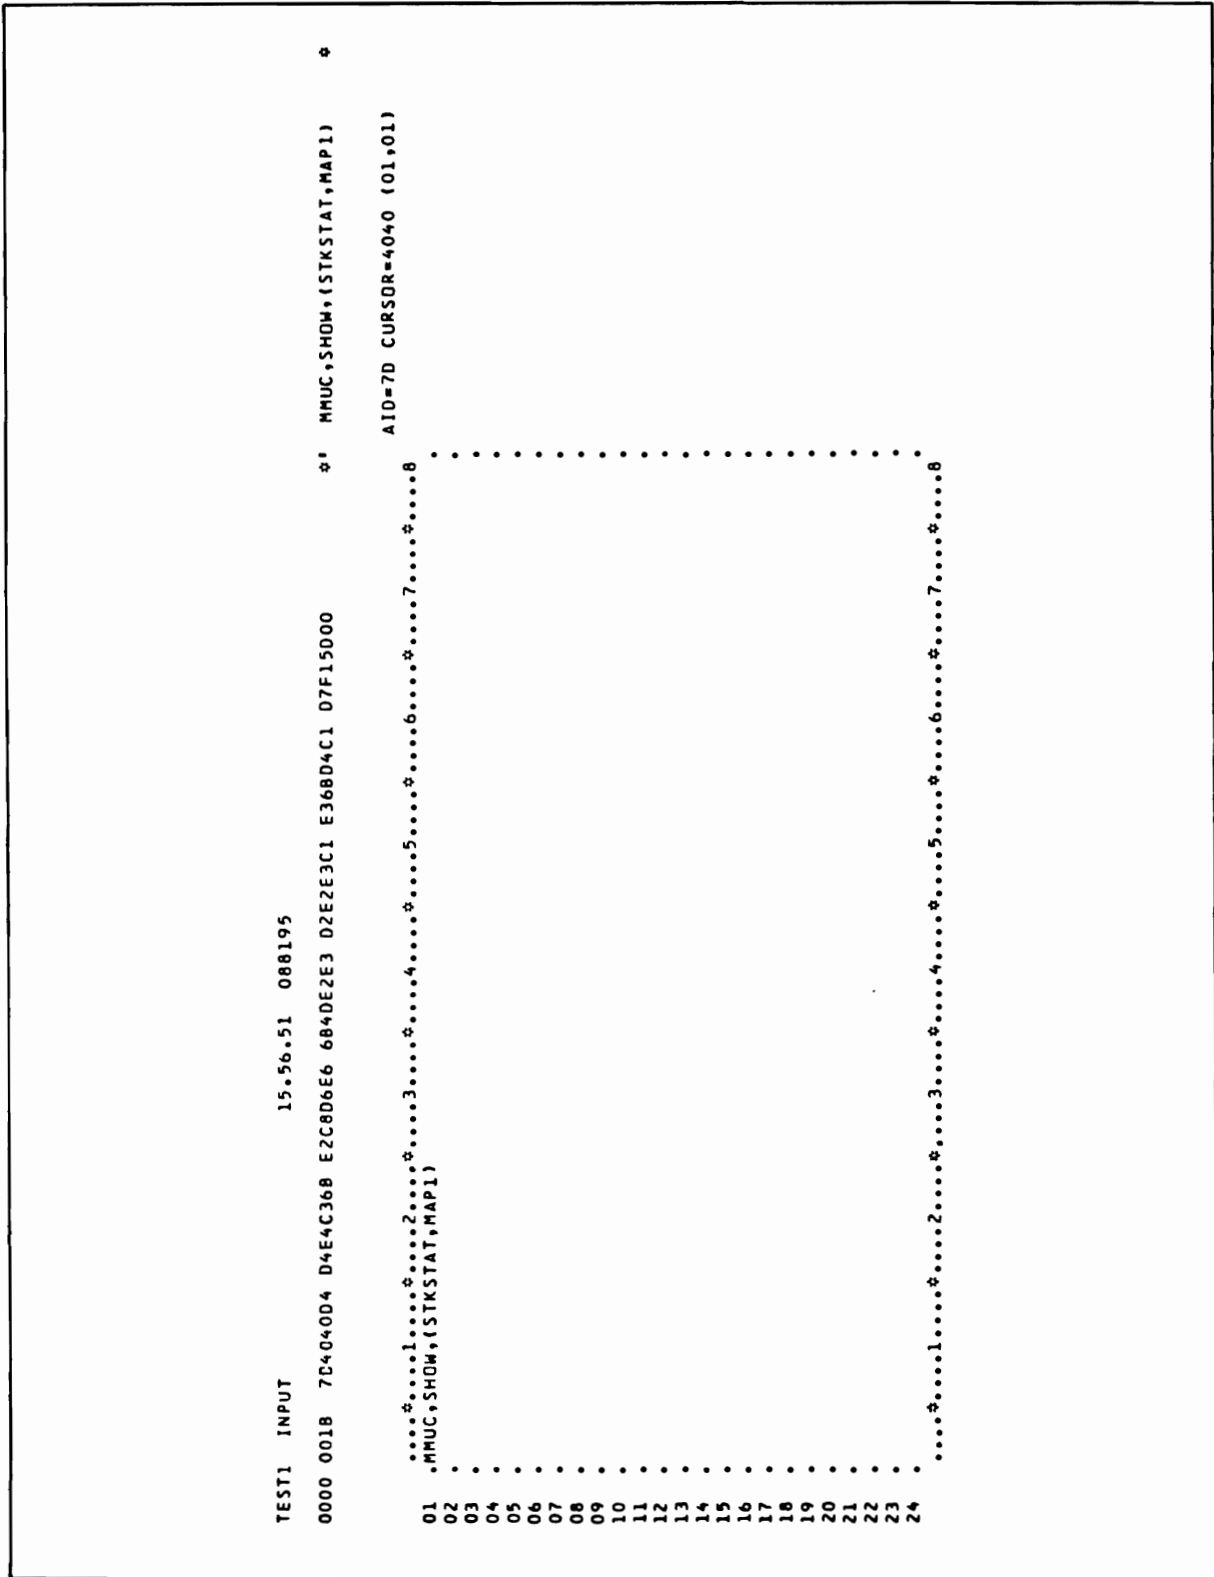 TEST1 INPUT 15.56.51 088195
0000 001B 7D4040D4 D4E4C36B E2C8D6E6 6B4DE2E3 D2E2E3C1 E36BD4C1 D7F15D00 *' MMUC,SHOW,(STKSTAT,MAP1) *
AID=7D CURSOR=4040 (01,01)
....*....1....*....2....*....3....*....4....*....5....*....6....*....7....*....8
01 .MMUC,SHOW,(STKSTAT,MAP1) .
02 . .
03 . .
04 . .
05 . .
06 . .
07 . .
08 . .
09 . .
10 . .
11 . .
12 . .
13 . .
14 . .
15 . .
16 . .
17 . .
18 . .
19 . .
20 . .
21 . .
22 . .
23 . .
24 . .
....*....1....*....2....*....3....*....4....*....5....*....6....*....7....*....8